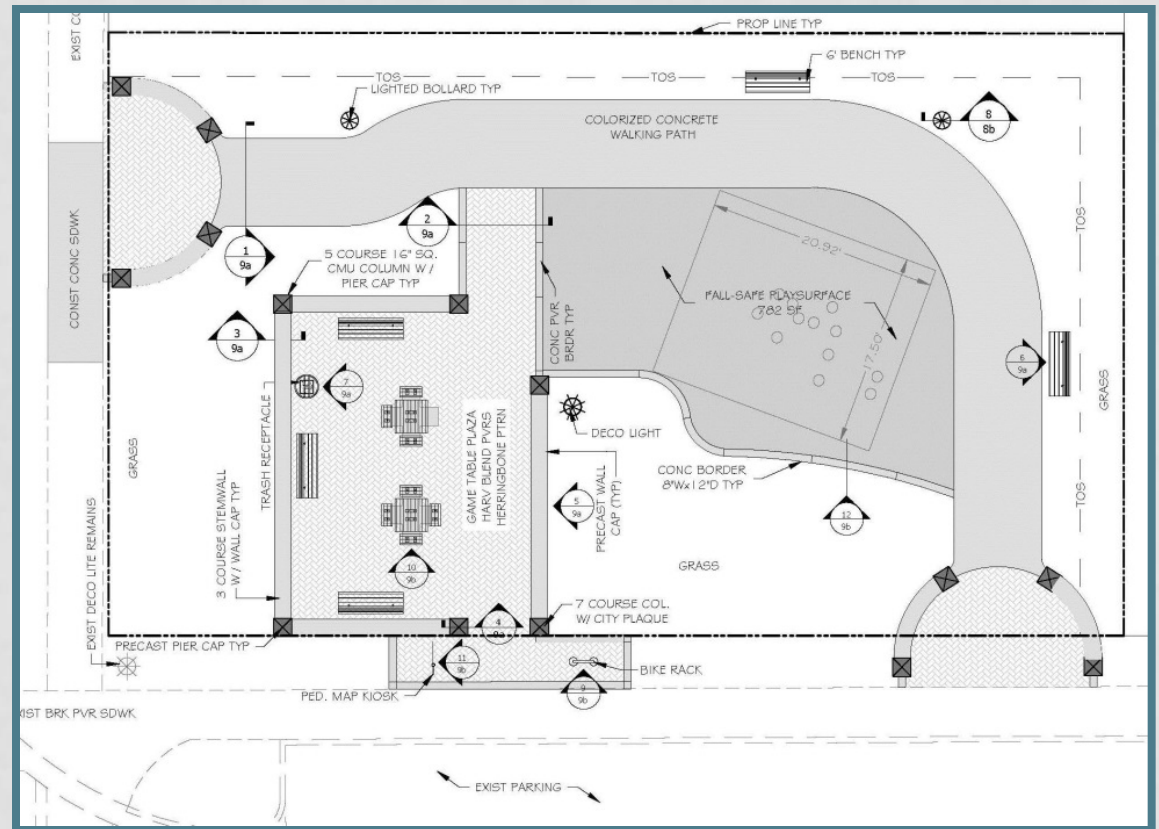 PROP LINE TYP
EXIST CO
6' BENCH TYP
TOS
TOS
TOS
LIGHTED BOLLARD TYP
COLORIZED CONCRETE
WALKING PATH
8
8b
CONST CONC SDWK
2
9a
1
9a
5 COURSE 16" SQ.
CMU COLUMN W/
PIER CAP TYP
TOS
20.92'
FALL-SAFE PLAYSURFACE
782 SF
17.50'
CONC PVR
BRDR TYP
3
9a
6
9a
7
9a
TRASH RECEPTACLE
GRASS
GRASS
DECO LIGHT
GAME TABLE PLAZA
HARV BLEND PVRS
HERRINGBONE PTRN
CONC BORDER
8"Wx12"D TYP
PRECAST WALL
CAP (TYP)
5
9a
12
9b
TOS
3 COURSE STEMWALL
W/ WALL CAP TYP
EXIST DECO LITE REMAINS
10
9b
GRASS
7 COURSE COL.
W/ CITY PLAQUE
4
9a
PRECAST PIER CAP TYP
11
9b
BIKE RACK
PED. MAP KIOSK
9
9b
IST BRK PVR SDWK
EXIST PARKING